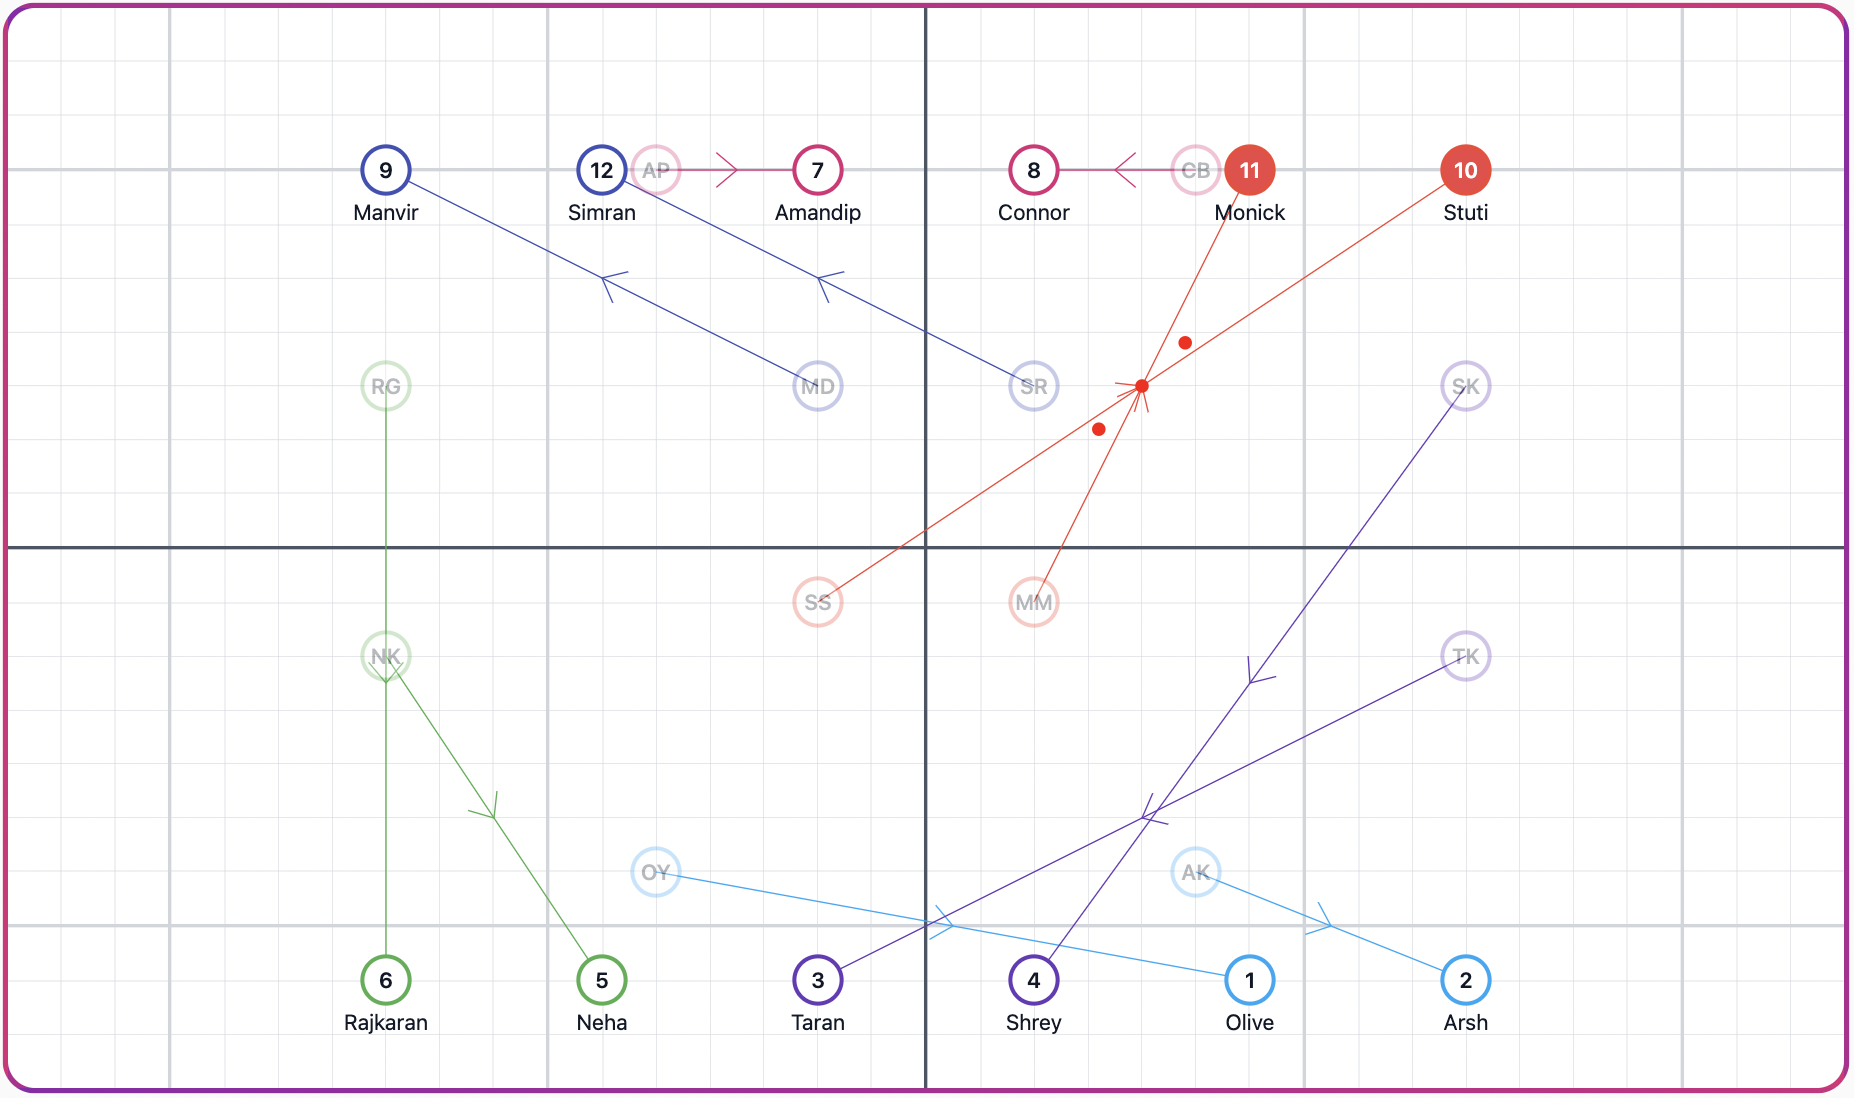 9 12 AP 7 8 CB 11 10
Manvir Simran Amandip Connor Monick Stuti
RG MD SR SK
SS MM
NK TK
OY AK
6 5 3 4 1 2
Rajkaran Neha Taran Shrey Olive Arsh